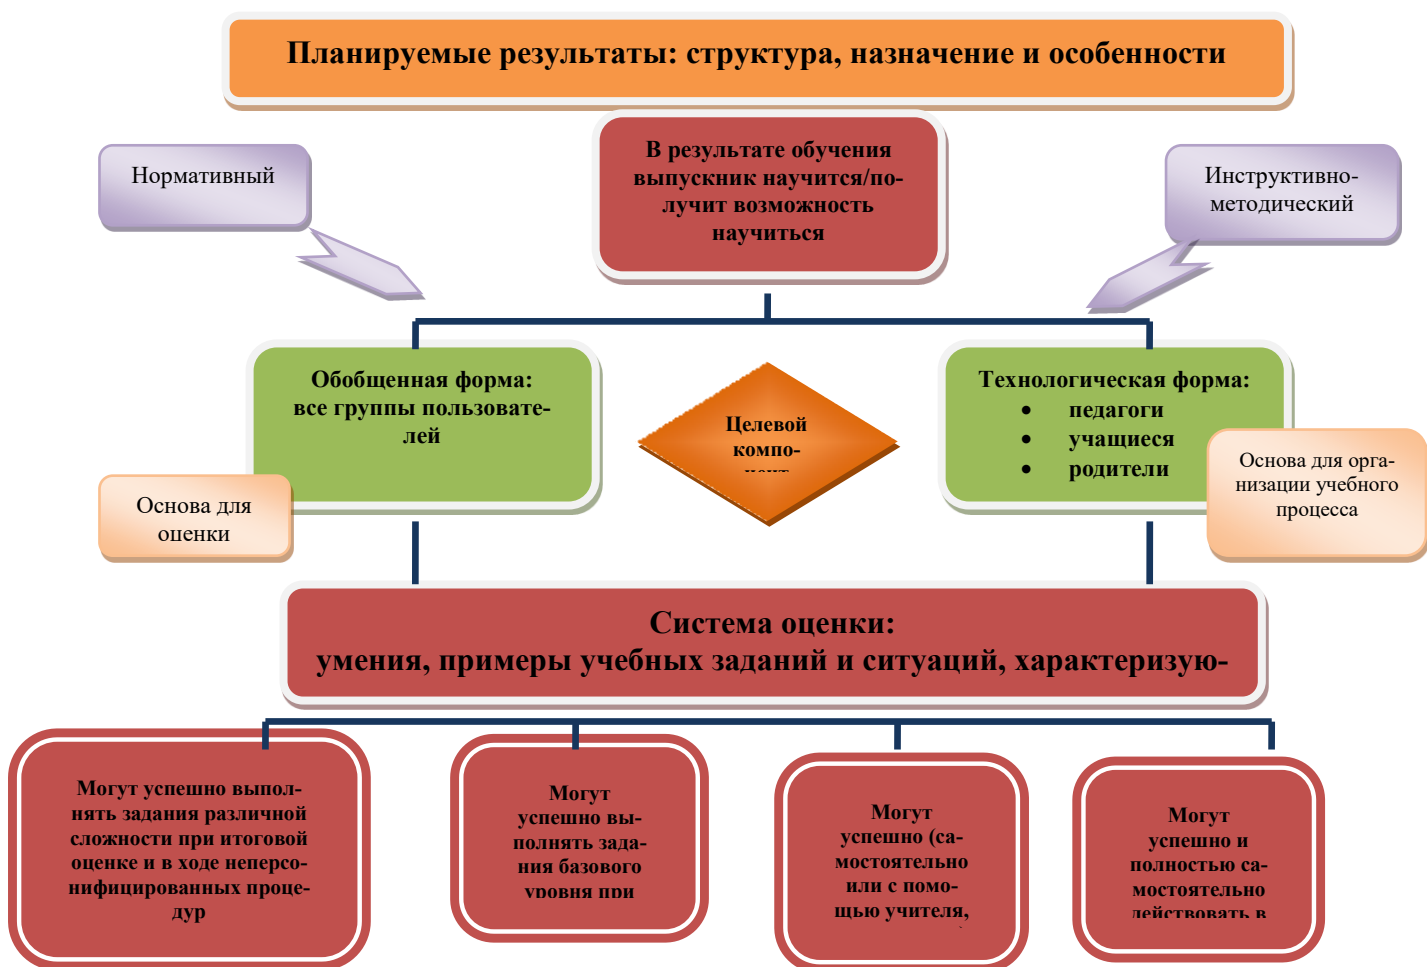 Планируемые результаты: структура, назначение и особенности
В результате обучения
выпускник научится/по-
лучит возможность
научиться
Нормативный
Инструктивно-
методический
Обобщенная форма:
все группы пользовате-
лей
Целевой
компо-
Технологическая форма:
• педагоги
• учащиеся
• родители
Основа для
оценки
Основа для орга-
низации учебного
процесса
Система оценки:
умения, примеры учебных заданий и ситуаций, характеризую-
Могут успешно выпол-
нять задания различной
сложности при итоговой
оценке и в ходе неперсо-
нифицированных проце-
дур
Могут
успешно вы-
полнять зада-
ния базового
уровня при
Могут
успешно (са-
мостоятельно
или с помо-
щью учителя,
Могут
успешно и
полностью са-
мостоятельно
действовать в